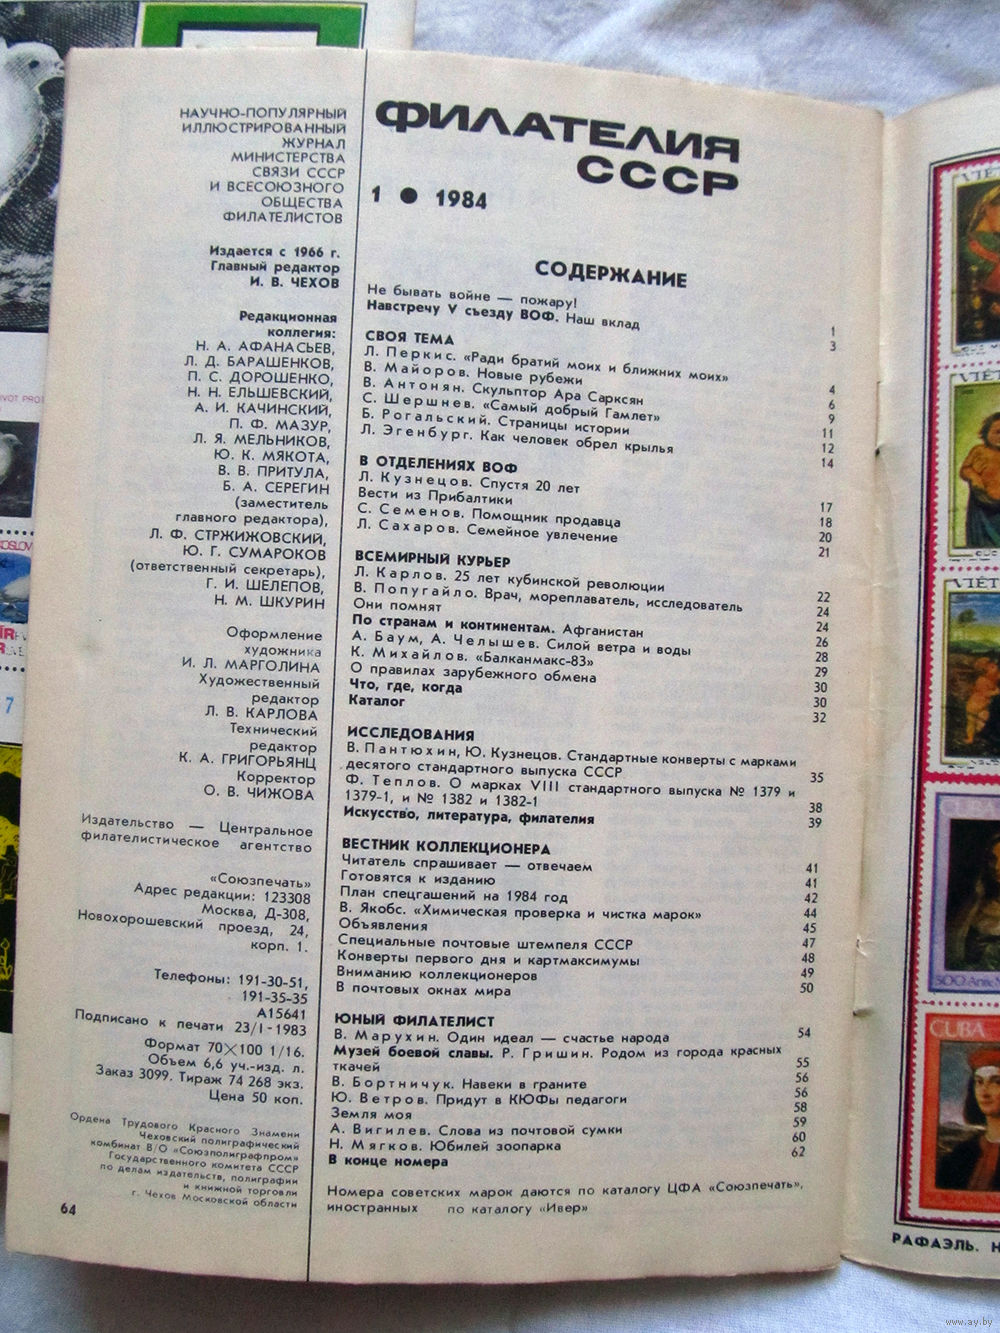 НАУЧНО-ПОПУЛЯРНЫЙ
ИЛЛЮСТРИРОВАННЫЙ
ЖУРНАЛ
МИНИСТЕРСТВА
СВЯЗИ СССР
И ВСЕСОЮЗНОГО
ОБЩЕСТВА
ФИЛАТЕЛИСТОВ
Издается с 1966 г.
Главный редактор
И. В. ЧЕХОВ
Редакционная
коллегия:
Н. А. АФАНАСЬЕВ,
Л. Д. БАРАШЕНКОВ,
П. С. ДОРОШЕНКО,
Н. Н. ЕЛЬШЕВСКИЙ,
А. И. КАЧИНСКИЙ,
П. Ф. МАЗУР,
Л. Я. МЕЛЬНИКОВ,
Ю. К. МЯКОТА,
В. В. ПРИТУЛА,
Б. А. СЕРЕГИН
(заместитель
главного редактора),
Л. Ф. СТРЖИЖОВСКИЙ,
Ю. Г. СУМАРОКОВ
(ответственный секретарь),
Г. И. ШЕЛЕПОВ,
Н. М. ШКУРИН
Оформление
художника
И. Л. МАРГОЛИНА
Художественный
редактор
Л. В. КАРЛОВА
Технический
редактор
К. А. ГРИГОРЬЯНЦ
Корректор
О. В. ЧИЖОВА
Издательство — Центральное
филателистическое агентство
«Союзпечать»
Адрес редакции: 123308
Москва, Д-308,
Новохорошевский проезд, 24,
корп. 1.
Телефоны: 191-30-51,
191-35-35
А15641
Подписано к печати 23/I-1983
Формат 70×100 1/16.
Объем 6,6 уч.-изд. л.
Заказ 3099. Тираж 74 268 экз.
Цена 50 коп.
Ордена Трудового Красного Знамени
Чеховский полиграфический
комбинат В/О «Союзполиграфпром»
Государственного комитета СССР
по делам издательств, полиграфии
и книжной торговли
г. Чехов Московской области
64
ФИЛАТЕЛИЯ
СССР
1 ● 1984
СОДЕРЖАНИЕ
Не бывать войне — пожару! 1
Навстречу V съезду ВОФ. Наш вклад 3
СВОЯ ТЕМА
Л. Перкис. «Ради братий моих и ближних моих» 4
В. Майоров. Новые рубежи 6
В. Антонян. Скульптор Ара Сарксян 9
С. Шершнев. «Самый добрый Гамлет» 11
Б. Рогальский. Страницы истории 12
Л. Эгенбург. Как человек обрел крылья 14
В ОТДЕЛЕНИЯХ ВОФ
Л. Кузнецов. Спустя 20 лет 17
Вести из Прибалтики 18
С. Семенов. Помощник продавца 20
Л. Сахаров. Семейное увлечение 21
ВСЕМИРНЫЙ КУРЬЕР
Л. Карлов. 25 лет кубинской революции 22
В. Попугайло. Врач, мореплаватель, исследователь 24
Они помнят 24
По странам и континентам. Афганистан 26
А. Баум, А. Челышев. Силой ветра и воды 28
К. Михайлов. «Балканмакс-83» 29
О правилах зарубежного обмена 30
Что, где, когда 30
Каталог 32
ИССЛЕДОВАНИЯ
В. Пантюхин, Ю. Кузнецов. Стандартные конверты с марками
десятого стандартного выпуска СССР 35
Ф. Теплов. О марках VIII стандартного выпуска № 1379 и
1379-1, и № 1382 и 1382-1 38
Искусство, литература, филателия 39
ВЕСТНИК КОЛЛЕКЦИОНЕРА
Читатель спрашивает — отвечаем 41
Готовятся к изданию 41
План спецгашений на 1984 год 42
В. Якобс. «Химическая проверка и чистка марок» 44
Объявления 45
Специальные почтовые штемпеля СССР 47
Конверты первого дня и картмаксимумы 48
Вниманию коллекционеров 49
В почтовых окнах мира 50
ЮНЫЙ ФИЛАТЕЛИСТ
В. Марухин. Один идеал — счастье народа 54
Музей боевой славы. Р. Гришин. Родом из города красных
ткачей 55
В. Бортничук. Навеки в граните 56
Ю. Ветров. Придут в КЮФы педагоги 56
Земля моя 58
А. Вигилев. Слова из почтовой сумки 59
Н. Мягков. Юбилей зоопарка 60
В конце номера 62
Номера советских марок даются по каталогу ЦФА «Союзпечать»,
иностранных по каталогу «Ивер»
VIÊT
VIÊT
VIÊT
CUBA
CUBA
РАФАЭЛЬ. Н
7
www.ay.by